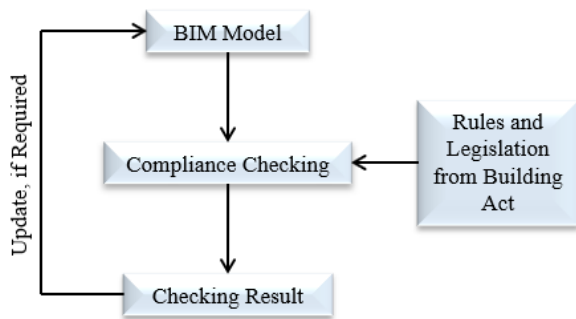 BIM Model
Update, if Required
Compliance Checking
Rules and
Legislation
from Building
Act
Checking Result